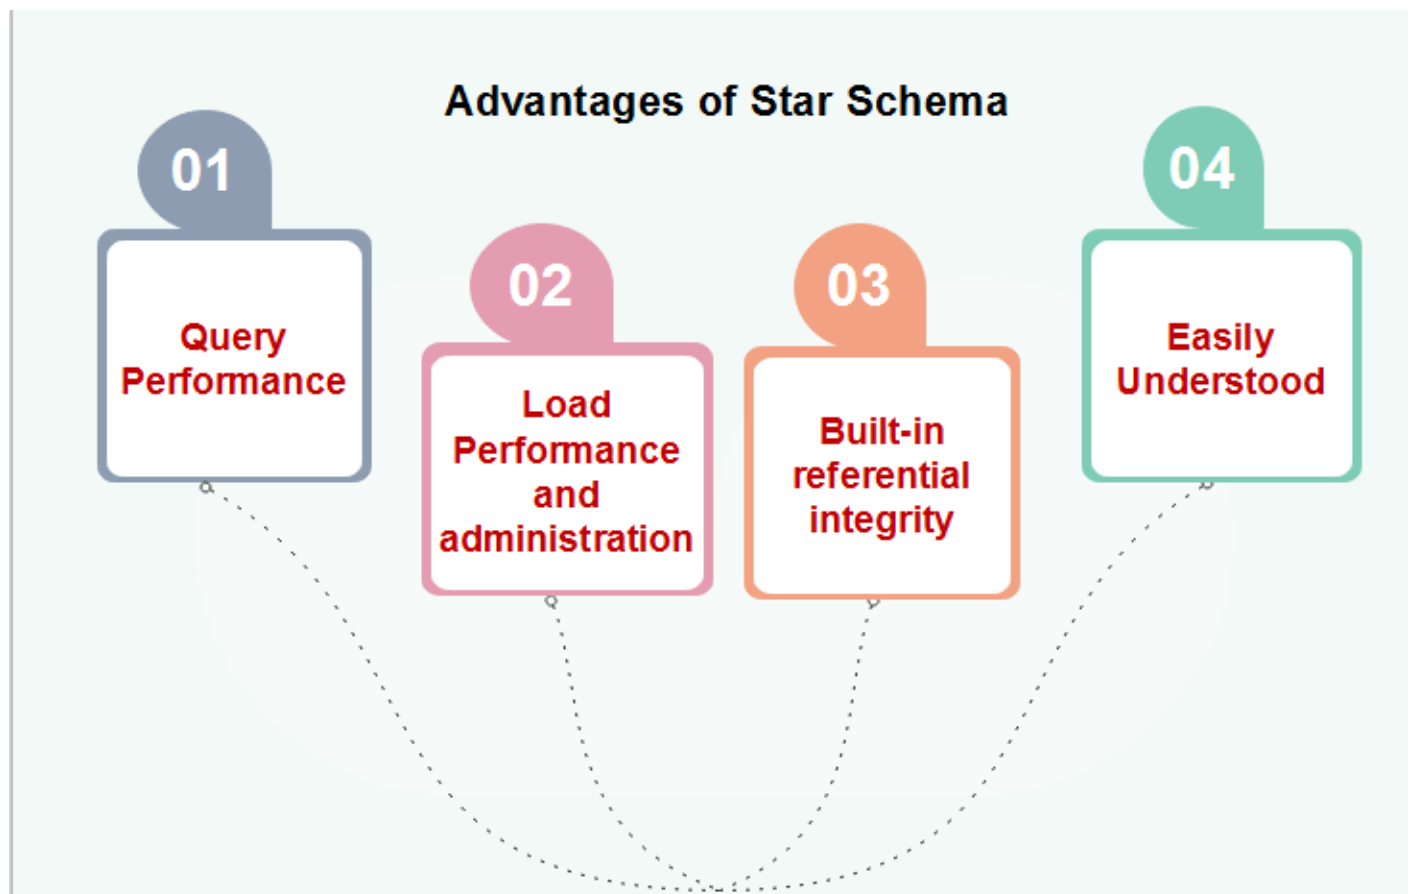 Advantages of Star Schema
01
Query
Performance
02
Load
Performance
and
administration
03
Built-in
referential
integrity
04
Easily
Understood